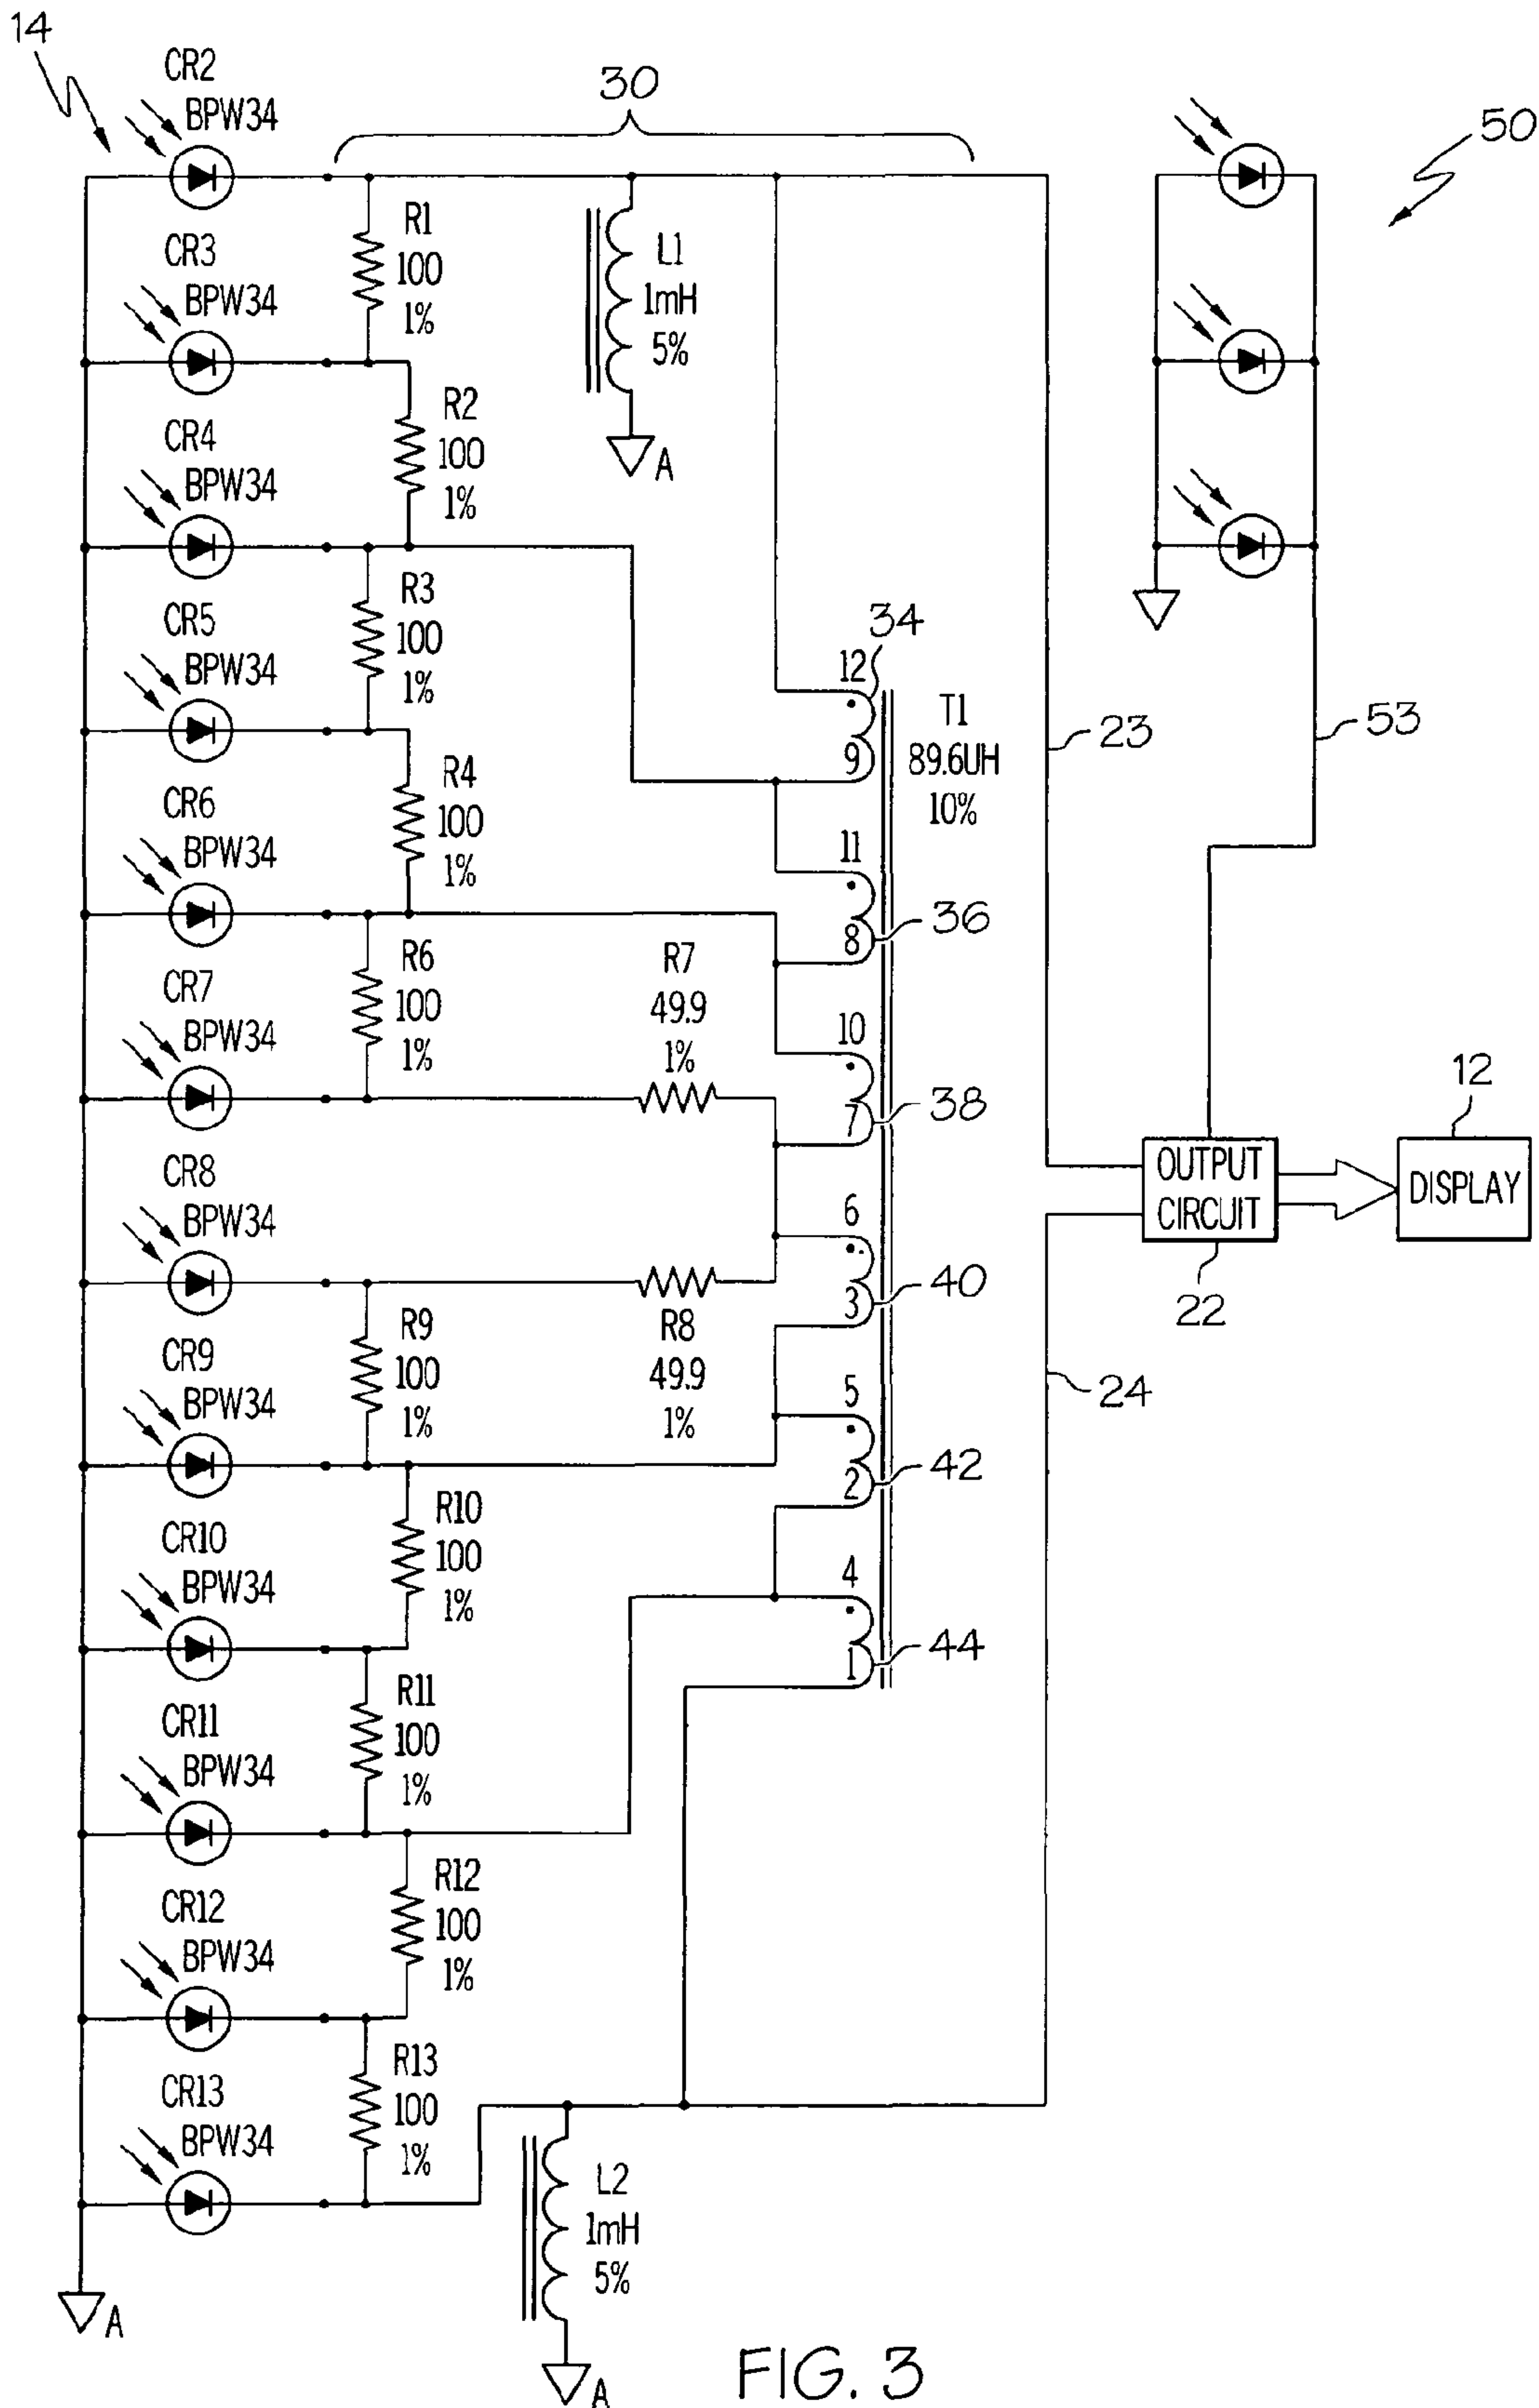 14
CR2
BPW34
30
50
R1
100
1%
L1
1mH
5%
CR3
BPW34
R2
100
1%
A
CR4
BPW34
R3
100
1%
CR5
BPW34
34
12
9
T1
89.6UH
10%
23
53
R4
100
1%
CR6
BPW34
11
8
36
R6
100
1%
R7
49.9
1%
CR7
BPW34
10
7
38
12
OUTPUT
CIRCUIT
DISPLAY
22
CR8
BPW34
6
3
40
R8
49.9
1%
R9
100
1%
24
CR9
BPW34
5
2
42
R10
100
1%
CR10
BPW34
4
1
44
R11
100
1%
CR11
BPW34
R12
100
1%
CR12
BPW34
R13
100
1%
CR13
BPW34
L2
1mH
5%
A
A
FIG. 3